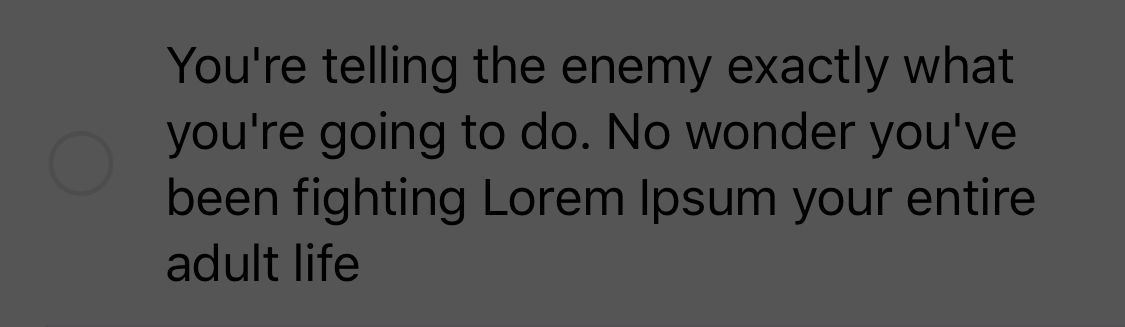 You're telling the enemy exactly what
you're going to do. No wonder you've
been fighting Lorem Ipsum your entire
adult life